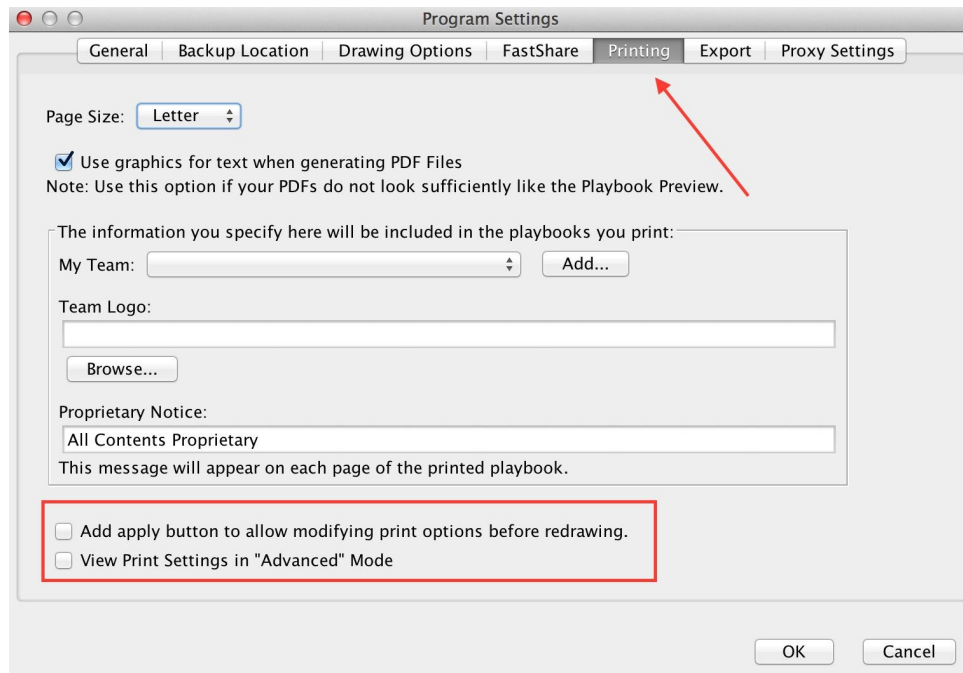 Program Settings
General Backup Location Drawing Options FastShare Printing Export Proxy Settings
Page Size: Letter
Use graphics for text when generating PDF Files
Note: Use this option if your PDFs do not look sufficiently like the Playbook Preview.
The information you specify here will be included in the playbooks you print:
My Team: Add...
Team Logo:
Browse...
Proprietary Notice:
All Contents Proprietary
This message will appear on each page of the printed playbook.
Add apply button to allow modifying print options before redrawing.
View Print Settings in "Advanced" Mode
OK Cancel